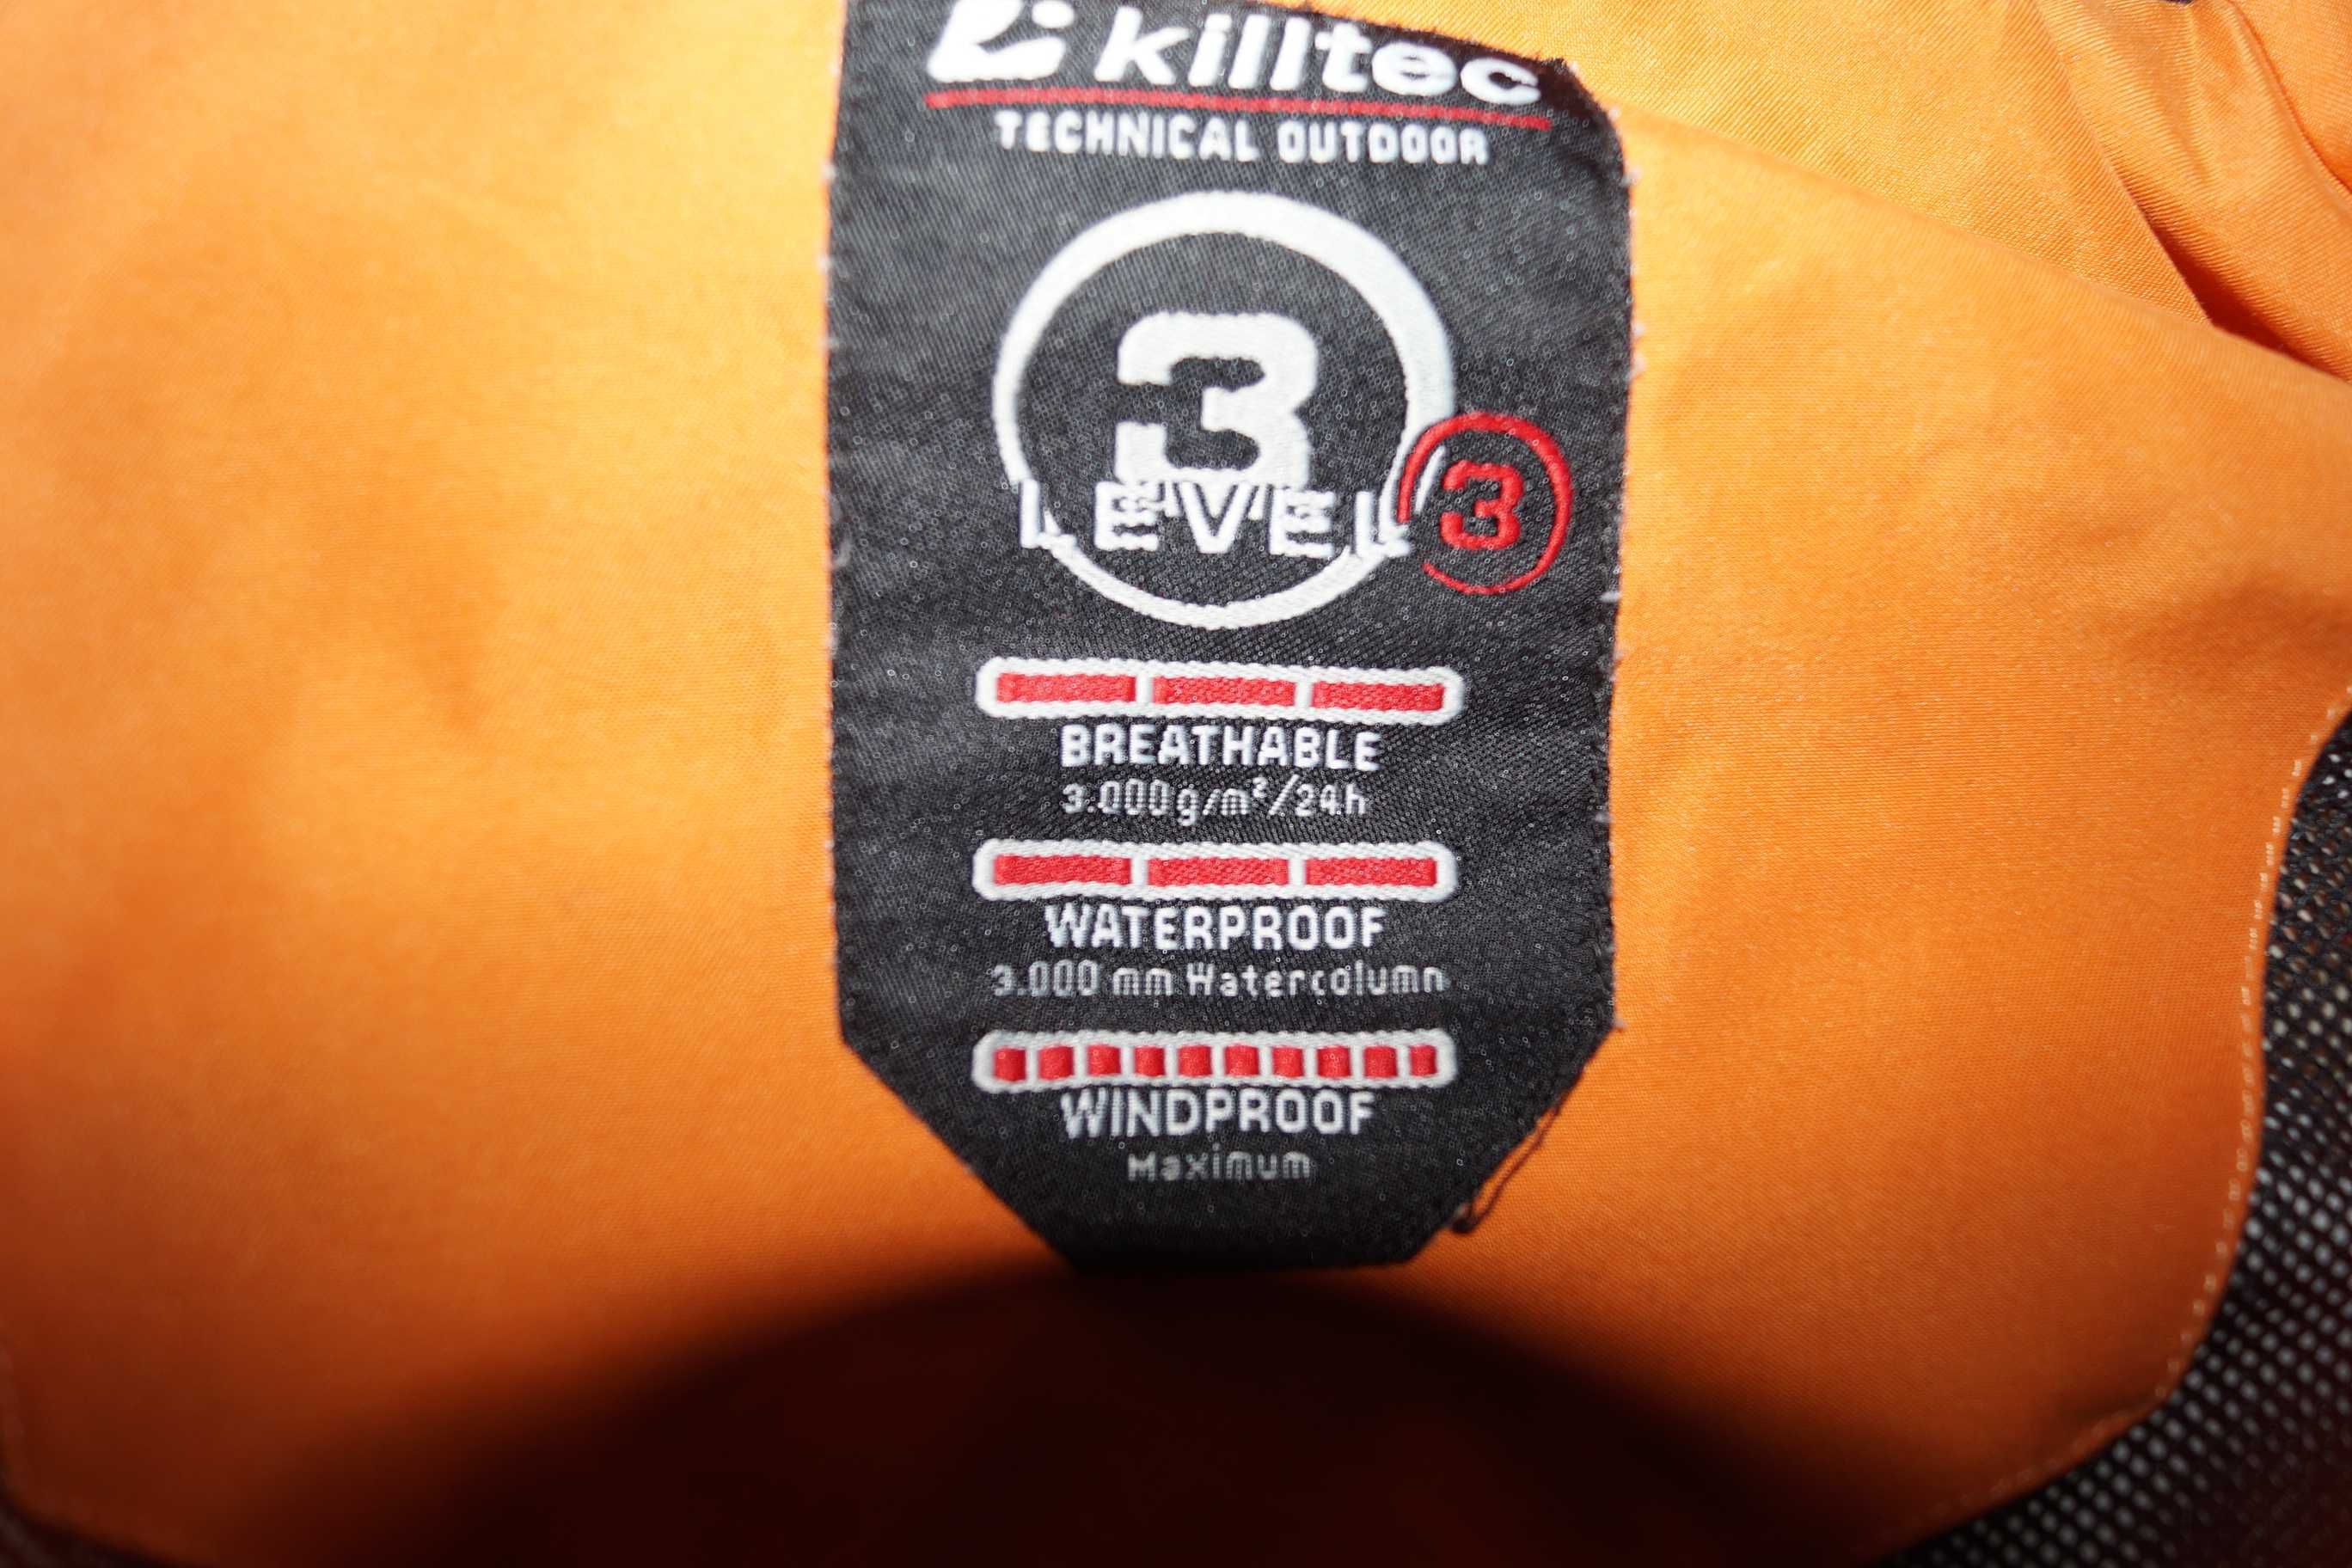 killtec
TECHNICAL OUTDOOR
3
LEVEL 3
BREATHABLE
3.000g/m²/24h
WATERPROOF
3.000 mm Watercolumn
WINDPROOF
Maximum